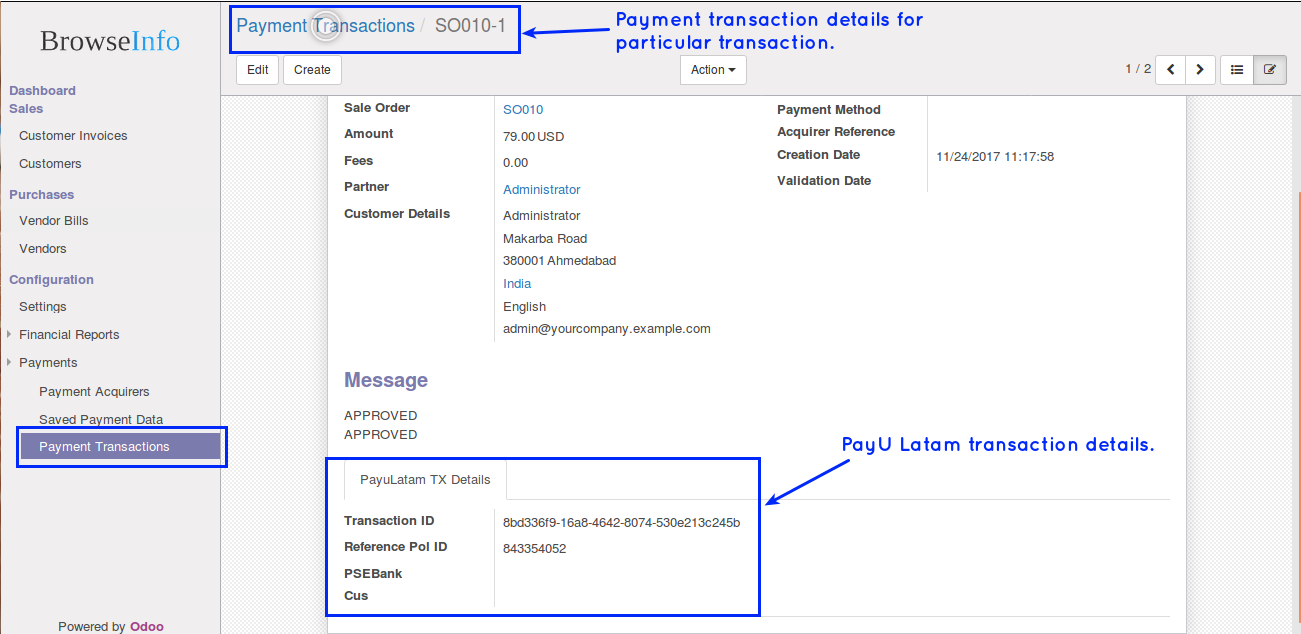 BrowseInfo
Payment Transactions / SO010-1
Payment transaction details for
particular transaction.
Edit
Create
Action
1 / 2
Dashboard
Sales
Customer Invoices
Customers
Purchases
Vendor Bills
Vendors
Configuration
Settings
Financial Reports
Payments
Payment Acquirers
Saved Payment Data
Payment Transactions
Powered by Odoo
Sale Order SO010
Amount 79.00 USD
Fees 0.00
Partner Administrator
Customer Details Administrator
Makarba Road
380001 Ahmedabad
India
English
admin@yourcompany.example.com
Payment Method
Acquirer Reference
Creation Date 11/24/2017 11:17:58
Validation Date
Message
APPROVED
APPROVED
PayU Latam transaction details.
PayuLatam TX Details
Transaction ID 8bd336f9-16a8-4642-8074-530e213c245b
Reference Pol ID 843354052
PSEBank
Cus